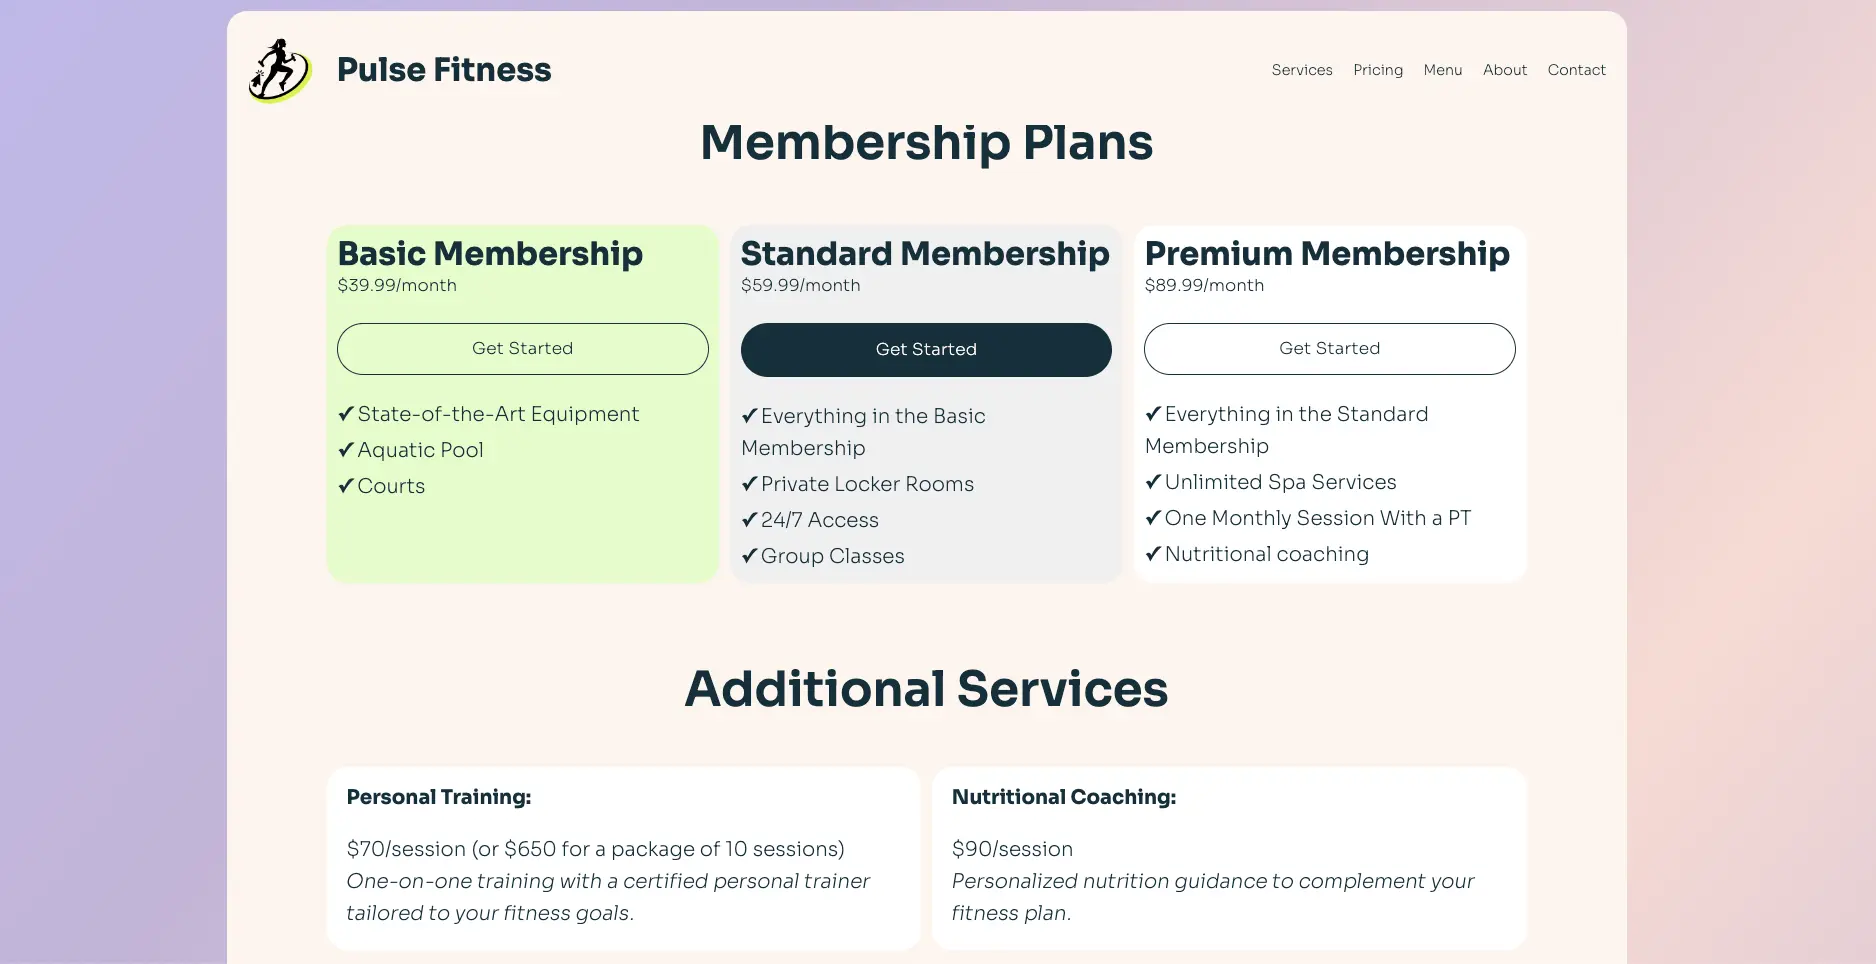 Pulse Fitness
Services Pricing Menu About Contact
Membership Plans
Basic Membership
$39.99/month
Get Started
✔State-of-the-Art Equipment
✔Aquatic Pool
✔Courts
Standard Membership
$59.99/month
Get Started
✔Everything in the Basic
Membership
✔Private Locker Rooms
✔24/7 Access
✔Group Classes
Premium Membership
$89.99/month
Get Started
✔Everything in the Standard
Membership
✔Unlimited Spa Services
✔One Monthly Session With a PT
✔Nutritional coaching
Additional Services
Personal Training:
$70/session (or $650 for a package of 10 sessions)
One-on-one training with a certified personal trainer
tailored to your fitness goals.
Nutritional Coaching:
$90/session
Personalized nutrition guidance to complement your
fitness plan.